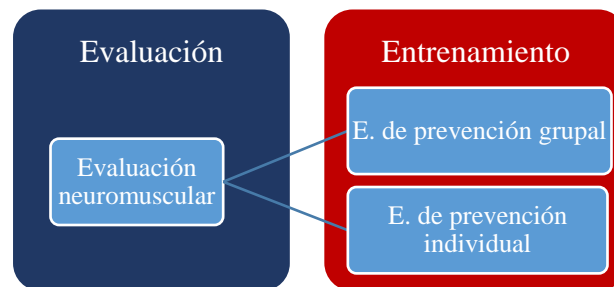 Evaluación
Evaluación
neuromuscular
Entrenamiento
E. de prevención grupal
E. de prevención
individual